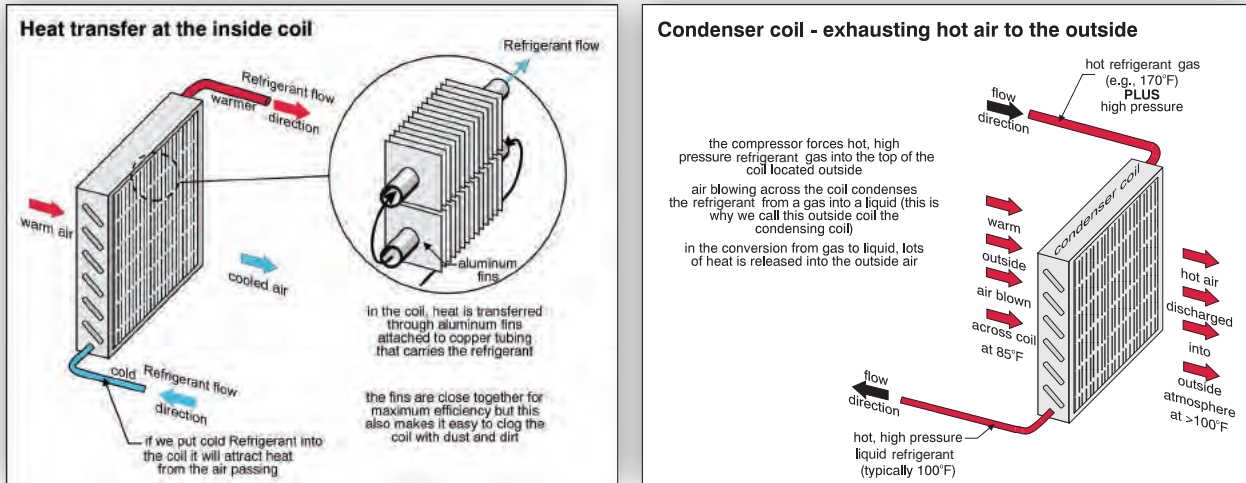 Heat transfer at the inside coil
Refrigerant flow
Refrigerant flow
warmer
direction
warm air
cooled air
aluminum
fins
in the coil, heat is transferred
through aluminum fins
attached to copper tubing
that carries the refrigerant
cold
Refrigerant flow
direction
the fins are close together for
maximum efficiency but this
also makes it easy to clog the
coil with dust and dirt
if we put cold Refrigerant into
the coil it will attract heat
from the air passing
Condenser coil - exhausting hot air to the outside
hot refrigerant gas
(e.g., 170°F)
PLUS
high pressure
flow
direction
the compressor forces hot, high
pressure refrigerant gas into the top of the
coil located outside
air blowing across the coil condenses
the refrigerant from a gas into a liquid (this is
why we call this outside coil the
condensing coil)
in the conversion from gas to liquid, lots
of heat is released into the outside air
condenser coil
warm
outside
air blown
across coil
at 85°F
hot air
discharged
into
outside
atmosphere
at >100°F
flow
direction
hot, high pressure
liquid refrigerant
(typically 100°F)